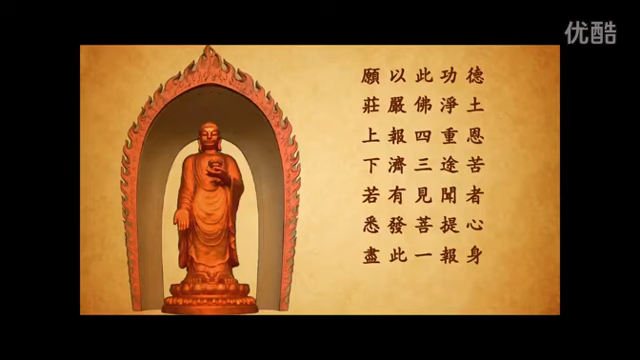 优酷
願以此功德
莊嚴佛淨土
上報四重恩
下濟三途苦
若有見聞者
悉發菩提心
盡此一報身